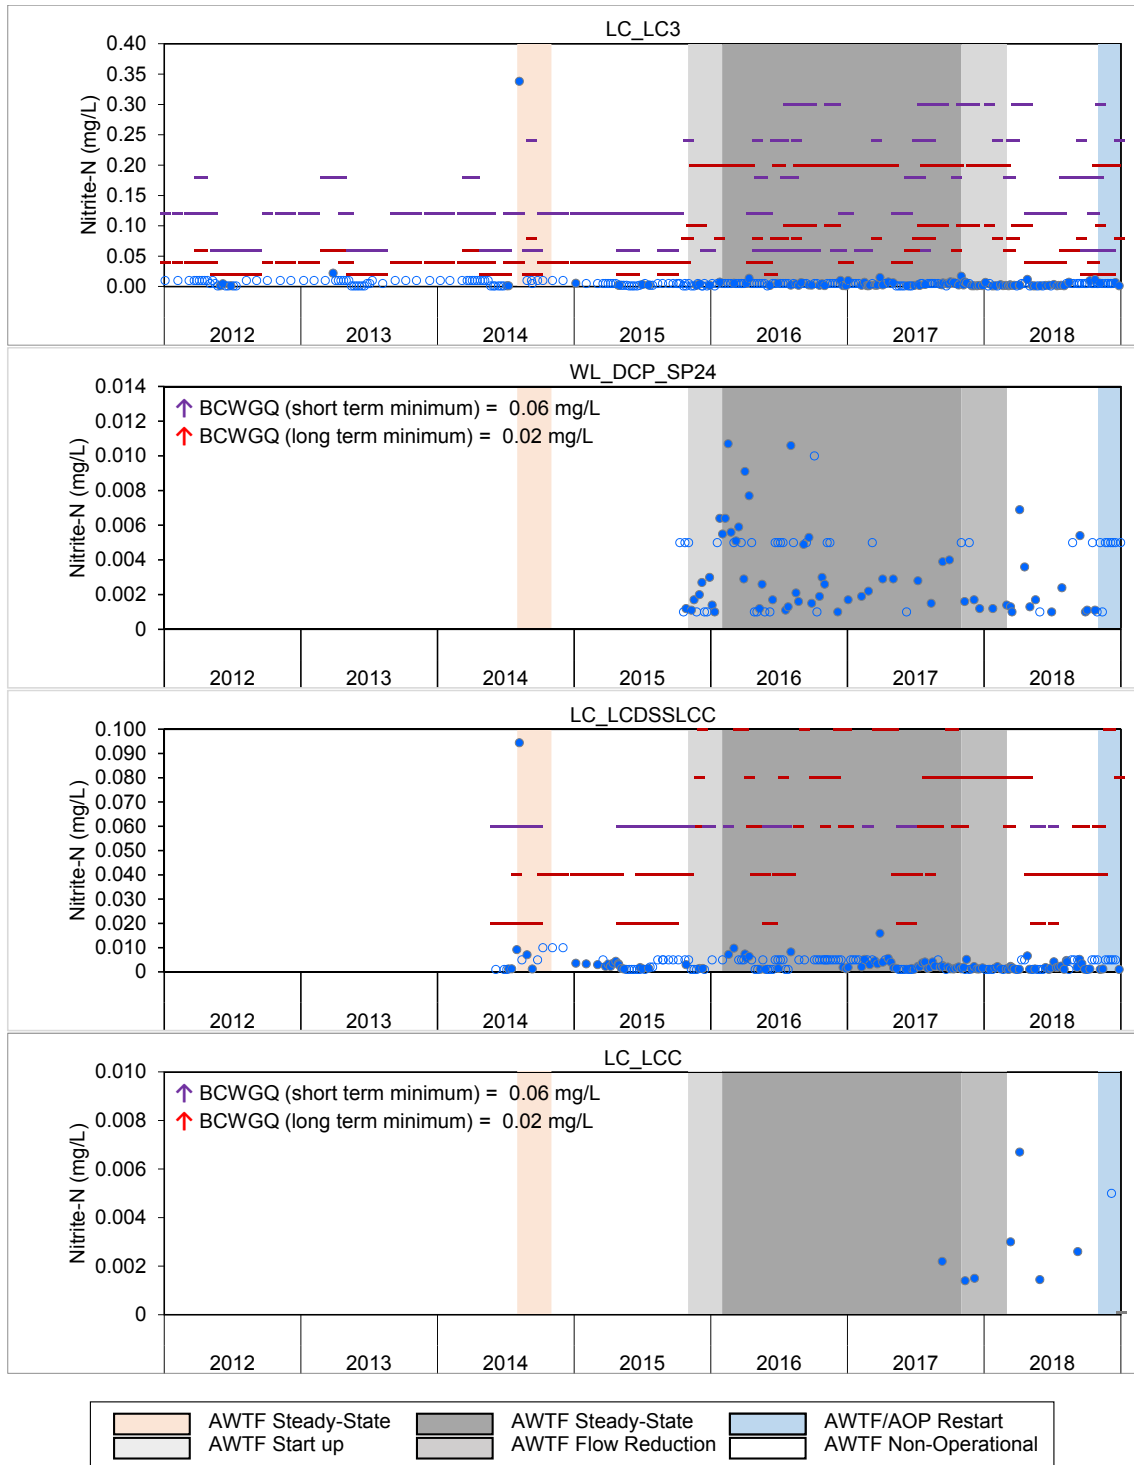 LC_LC3
Nitrite-N (mg/L)
0.40
0.35
0.30
0.25
0.20
0.15
0.10
0.05
0.00
2012 2013 2014 2015 2016 2017 2018
WL_DCP_SP24
Nitrite-N (mg/L)
0.014
0.012
0.010
0.008
0.006
0.004
0.002
0
↑ BCWGQ (short term minimum) = 0.06 mg/L
↑ BCWGQ (long term minimum) = 0.02 mg/L
2012 2013 2014 2015 2016 2017 2018
LC_LCDSSLCC
Nitrite-N (mg/L)
0.100
0.090
0.080
0.070
0.060
0.050
0.040
0.030
0.020
0.010
0
2012 2013 2014 2015 2016 2017 2018
LC_LCC
Nitrite-N (mg/L)
0.010
0.008
0.006
0.004
0.002
0
↑ BCWGQ (short term minimum) = 0.06 mg/L
↑ BCWGQ (long term minimum) = 0.02 mg/L
2012 2013 2014 2015 2016 2017 2018
AWTF Steady-State AWTF Steady-State AWTF/AOP Restart
AWTF Start up AWTF Flow Reduction AWTF Non-Operational